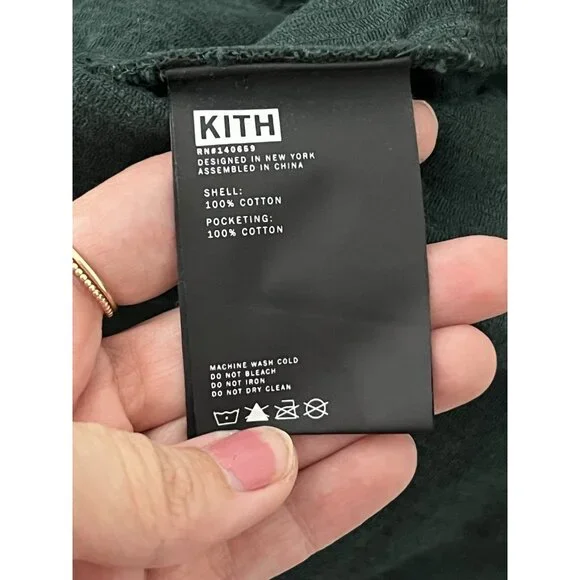 KITH
RN#140659
DESIGNED IN NEW YORK
ASSEMBLED IN CHINA
SHELL:
100% COTTON
POCKETING:
100% COTTON
MACHINE WASH COLD
DO NOT BLEACH
DO NOT IRON
DO NOT DRY CLEAN